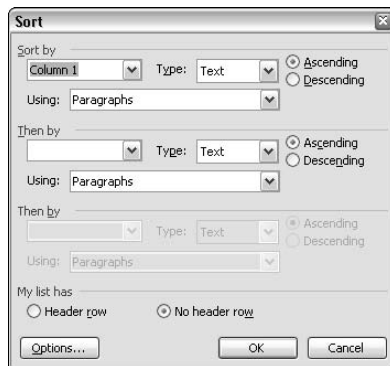 Sort
Sort by
Column 1 Type: Text Ascending
Descending
Using: Paragraphs
Then by
Type: Text Ascending
Descending
Using: Paragraphs
Then by
Type: Text Ascending
Descending
Using: Paragraphs
My list has
Header row No header row
Options... OK Cancel